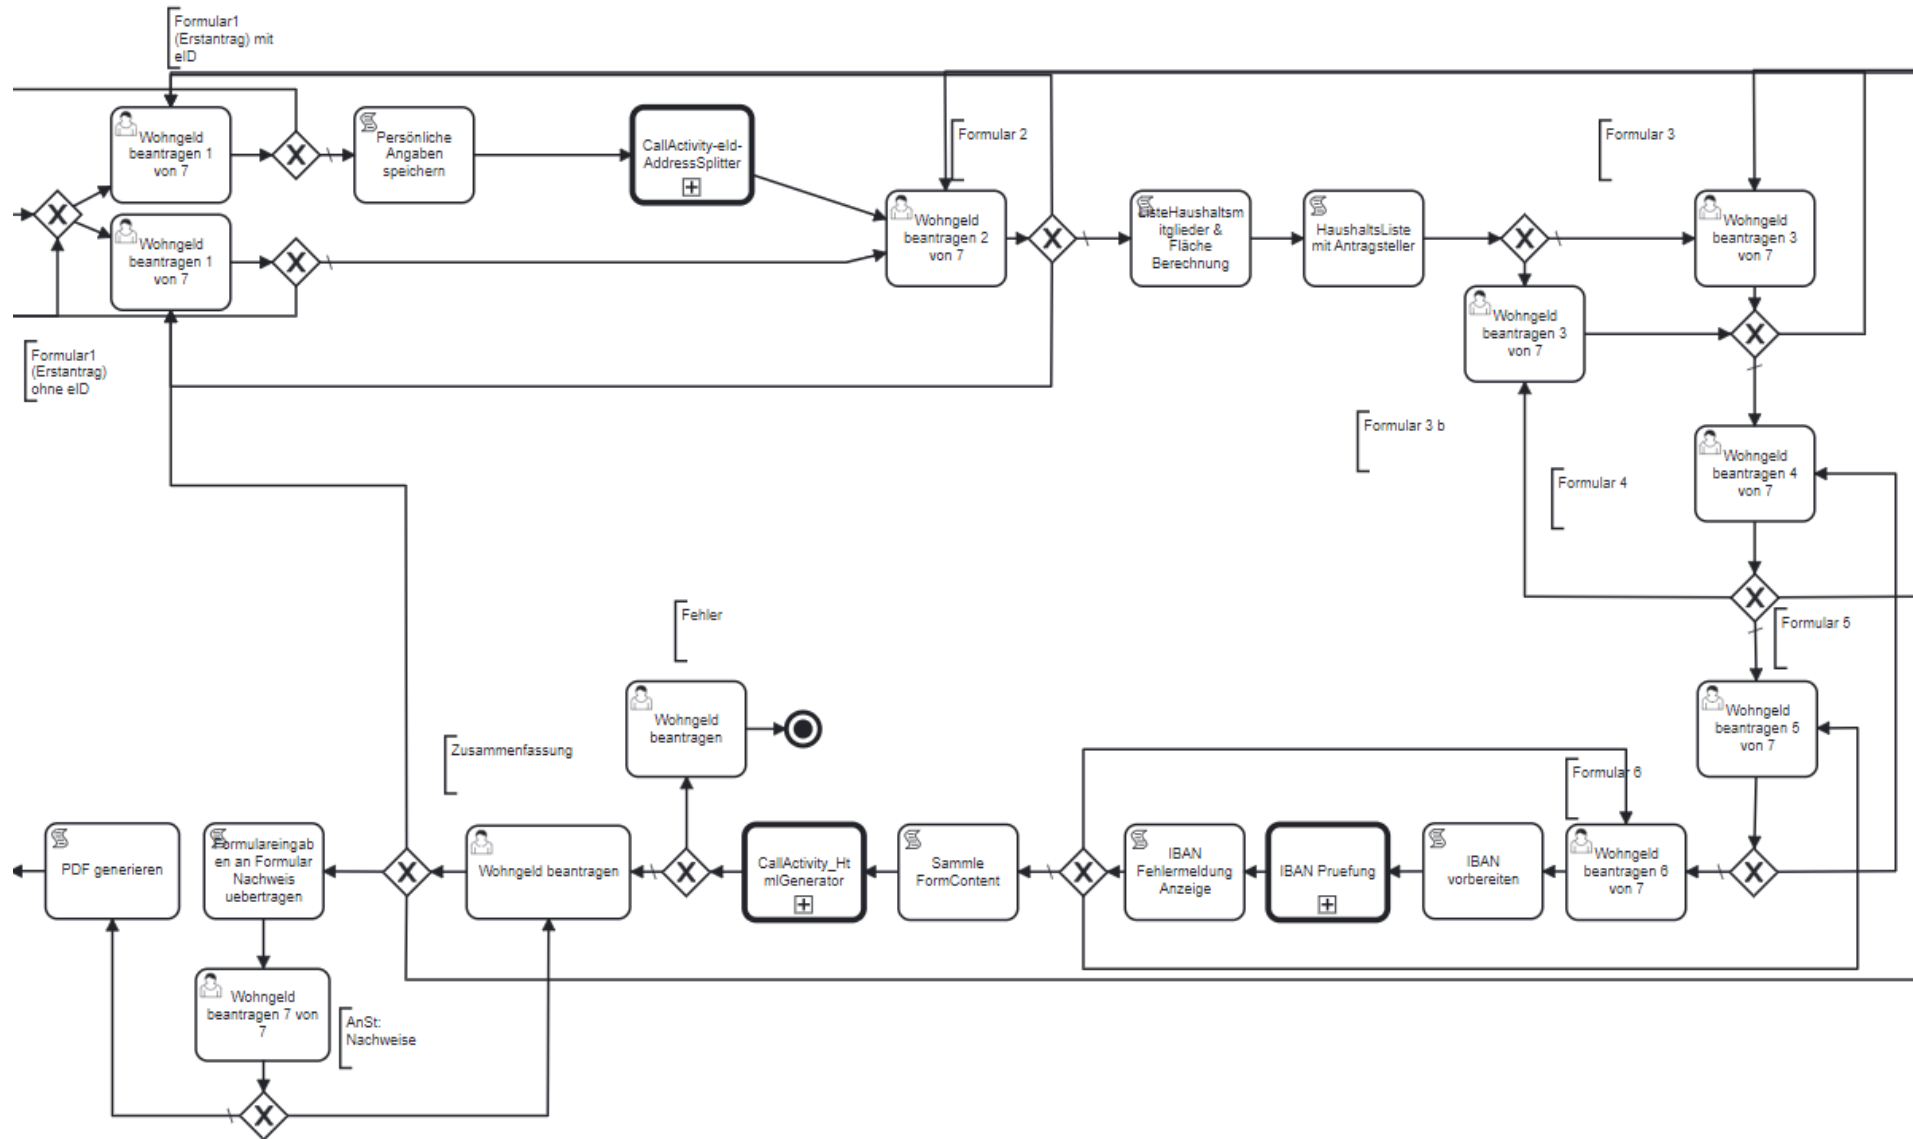 Formular1
(Erstantrag) mit
eID
Wohngeld
beantragen 1
von 7
Persönliche
Angaben
speichern
CallActivity-eId-
AddressSplitter
Formular 2
Formular 3
Wohngeld
beantragen 1
von 7
Wohngeld
beantragen 2
von 7
ListeHaushaltsm
itglieder &
Fläche
Berechnung
HaushaltsListe
mit Antragsteller
Wohngeld
beantragen 3
von 7
Wohngeld
beantragen 3
von 7
Formular1
(Erstantrag)
ohne eID
Formular 3 b
Formular 4
Wohngeld
beantragen 4
von 7
Fehler
Formular 5
Wohngeld
beantragen
Wohngeld
beantragen 5
von 7
Zusammenfassung
Formular 6
PDF generieren
Formulareingab
en an Formular
Nachweis
uebertragen
Wohngeld beantragen
CallActivity_Ht
mlGenerator
Sammle
FormContent
IBAN
Fehlermeldung
Anzeige
IBAN Pruefung
IBAN
vorbereiten
Wohngeld
beantragen 6
von 7
Wohngeld
beantragen 7 von
7
AnSt:
Nachweise